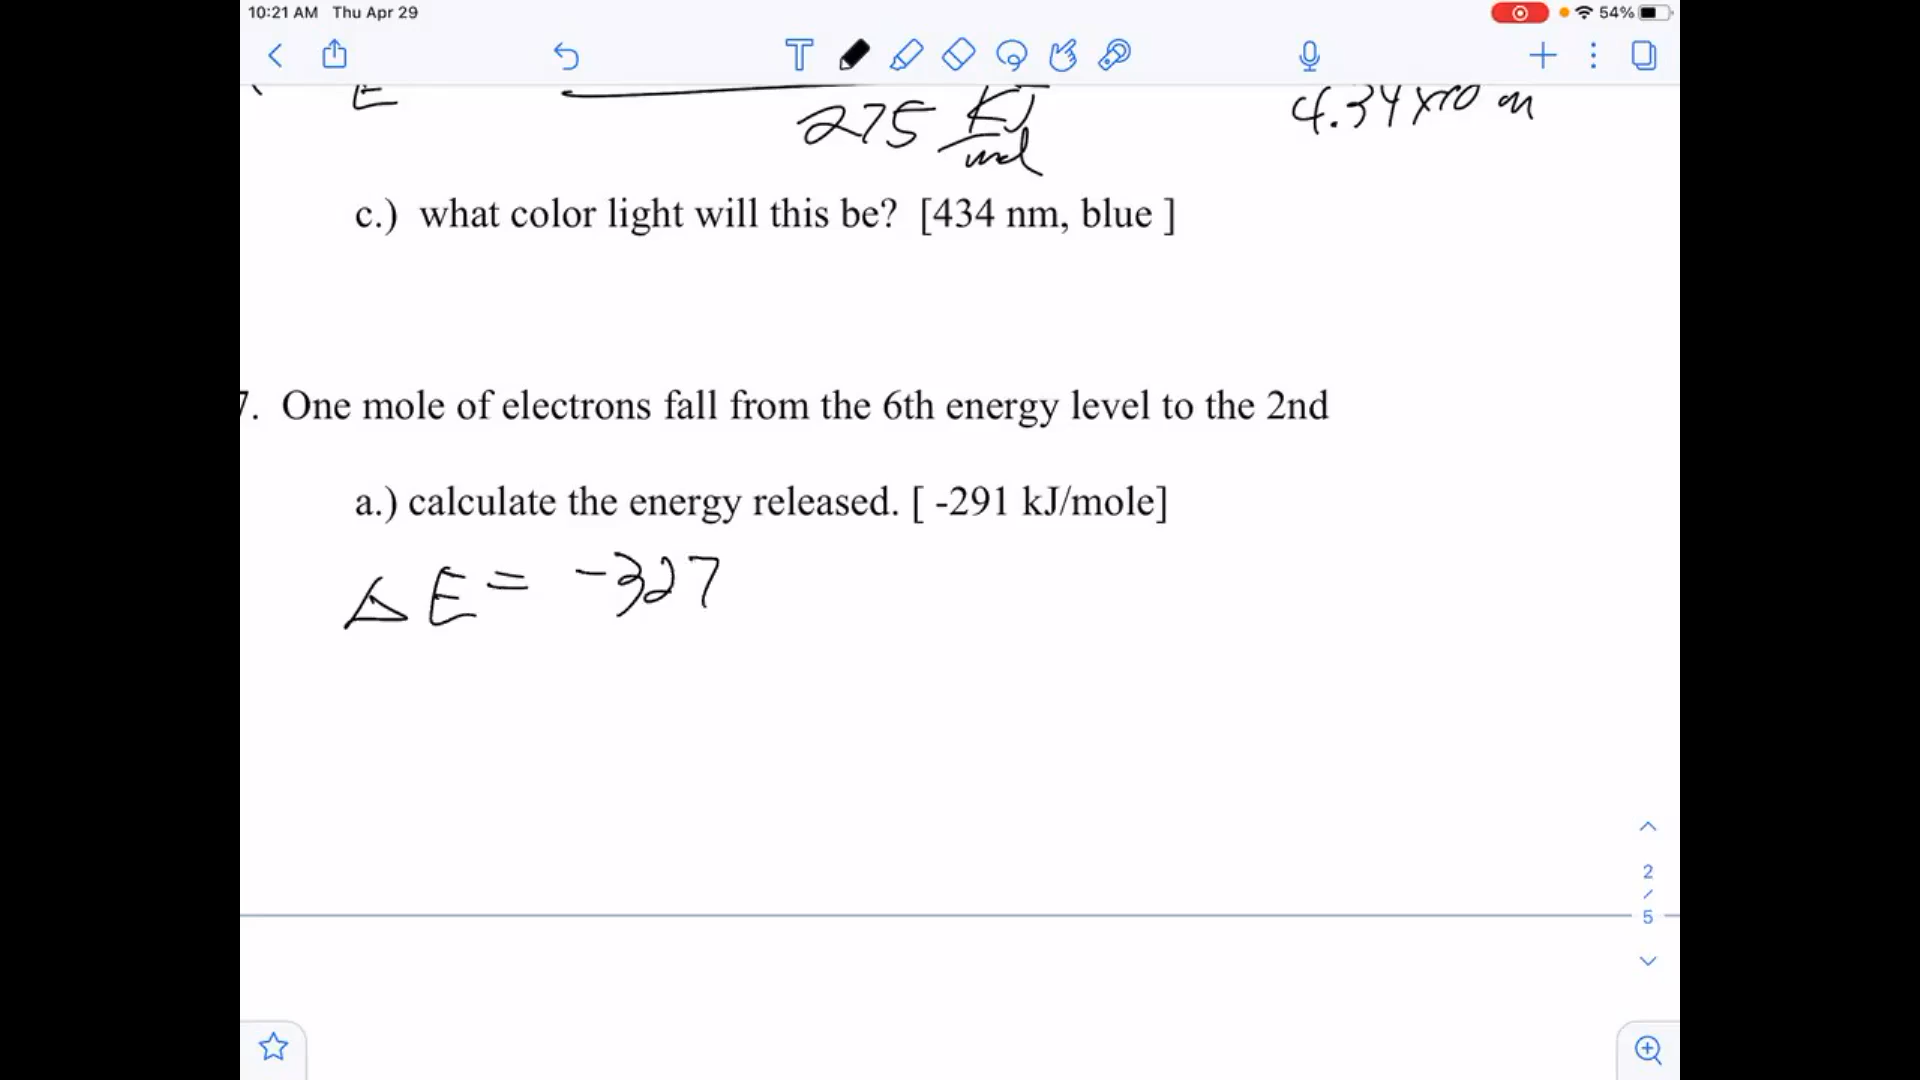 10:21 AM Thu Apr 29
54%
E
275 KJ
mol
4.34x10 m
c.) what color light will this be? [434 nm, blue ]
7. One mole of electrons fall from the 6th energy level to the 2nd
a.) calculate the energy released. [ -291 kJ/mole]
Δ E = -327
2
/
5